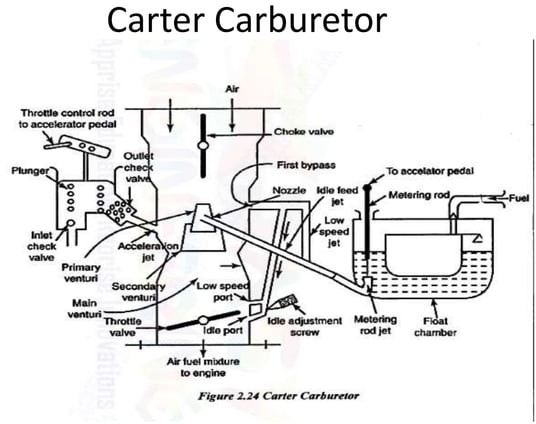 Carter Carburetor
Air
Throttle control rod
to accelerator pedal
Choke valve
Outlet
check
valve
Plunger
First bypass
To accelator pedal
Nozzle
Idle feed
jet
Metering rod
Fuel
Low
speed
jet
Inlet
check
valve
Acceleration
jet
Primary
venturi
Secondary
venturi
Low speed
port
Main
venturi
Throttle
valve
Idle port
Idle adjustment
screw
Metering
rod jet
Float
chamber
Air fuel mixture
to engine
Figure 2.24 Carter Carburetor